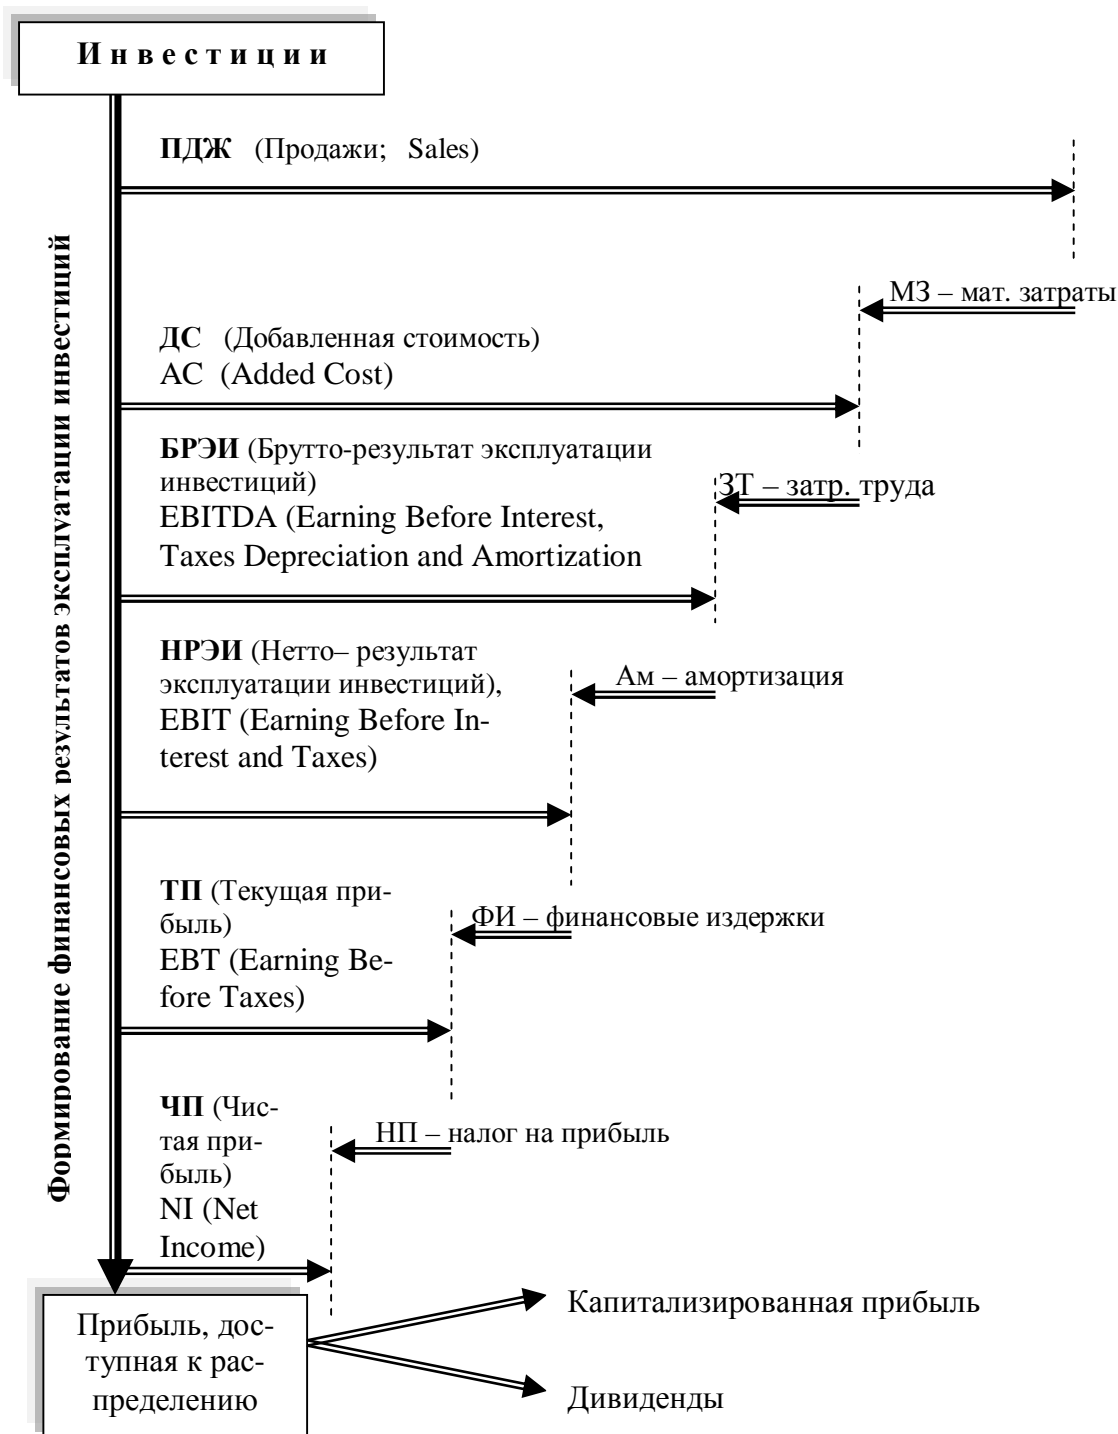 И н в е с т и ц и и
ПДЖ (Продажи; Sales)
МЗ – мат. затраты
ДС (Добавленная стоимость)
АС (Added Cost)
БРЭИ (Брутто-результат эксплуатации
инвестиций)
EBITDA (Earning Before Interest,
Taxes Depreciation and Amortization
ЗТ – затр. труда
НРЭИ (Нетто– результат
эксплуатации инвестиций),
EBIT (Earning Before In-
terest and Taxes)
Ам – амортизация
ТП (Текущая при-
быль)
EBT (Earning Be-
fore Taxes)
ФИ – финансовые издержки
ЧП (Чис-
тая при-
быль)
NI (Net
Income)
НП – налог на прибыль
Формирование финансовых результатов эксплуатации инвестиций
Прибыль, дос-
тупная к рас-
пределению
Капитализированная прибыль
Дивиденды